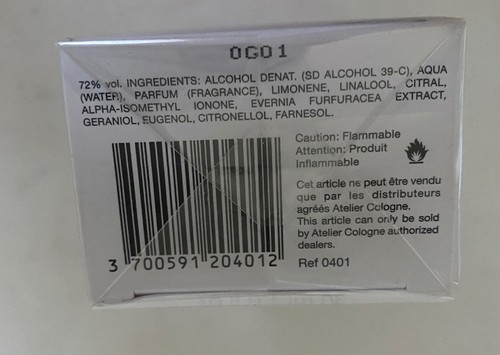 0G01
72% vol. INGREDIENTS: ALCOHOL DENAT. (SD ALCOHOL 39-C), AQUA
(WATER), PARFUM (FRAGRANCE), LIMONENE, LINALOOL, CITRAL,
ALPHA-ISOMETHYL IONONE, EVERNIA FURFURACEA EXTRACT,
GERANIOL, EUGENOL, CITRONELLOL, FARNESOL.
Caution: Flammable
Attention: Produit
Inflammable
Cet article ne peut être vendu
que par les distributeurs
agréés Atelier Cologne.
This article can only be sold
by Atelier Cologne authorized
dealers.
Ref 0401
3 700591 204012